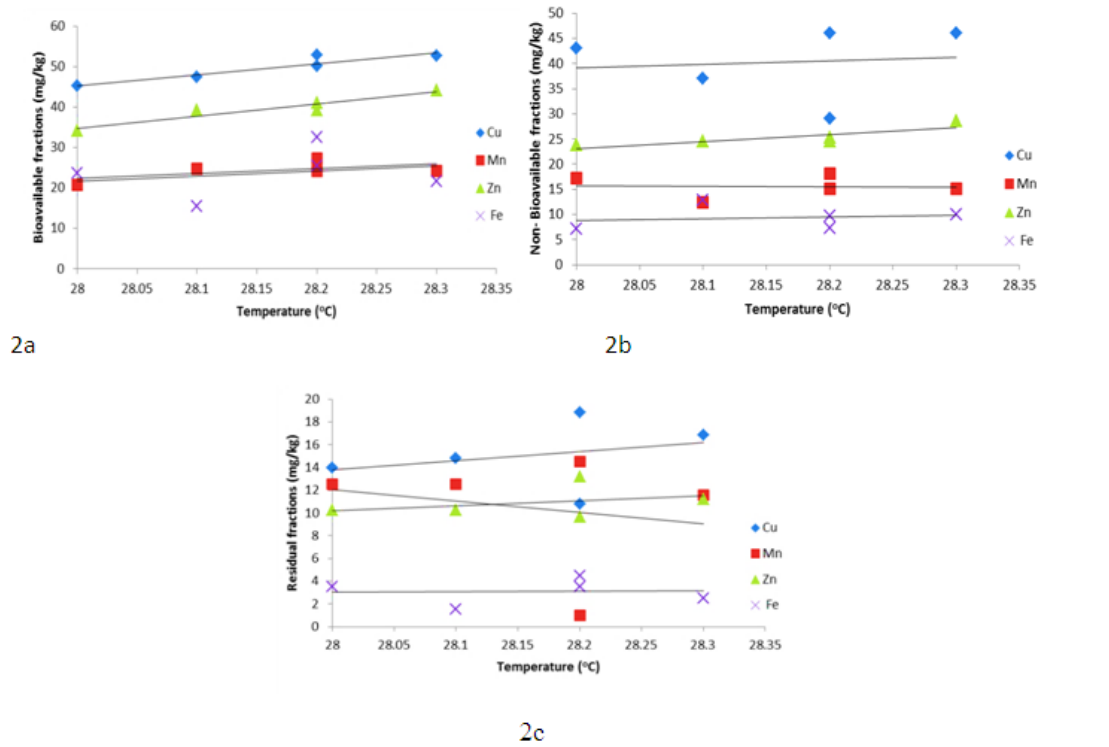 60
50
40
30
20
10
0
Bioavailable fractions (mg/kg)
28 28.05 28.1 28.15 28.2 28.25 28.3 28.35
Temperature (°C)
Cu
Mn
Zn
Fe
2a
50
45
40
35
30
25
20
15
10
5
0
Non- Bioavailable fractions (mg/kg)
28 28.05 28.1 28.15 28.2 28.25 28.3 28.35
Temperature (°C)
Cu
Mn
Zn
Fe
2b
20
18
16
14
12
10
8
6
4
2
0
Residual fractions (mg/kg)
28 28.05 28.1 28.15 28.2 28.25 28.3 28.35
Temperature (°C)
Cu
Mn
Zn
Fe
2c